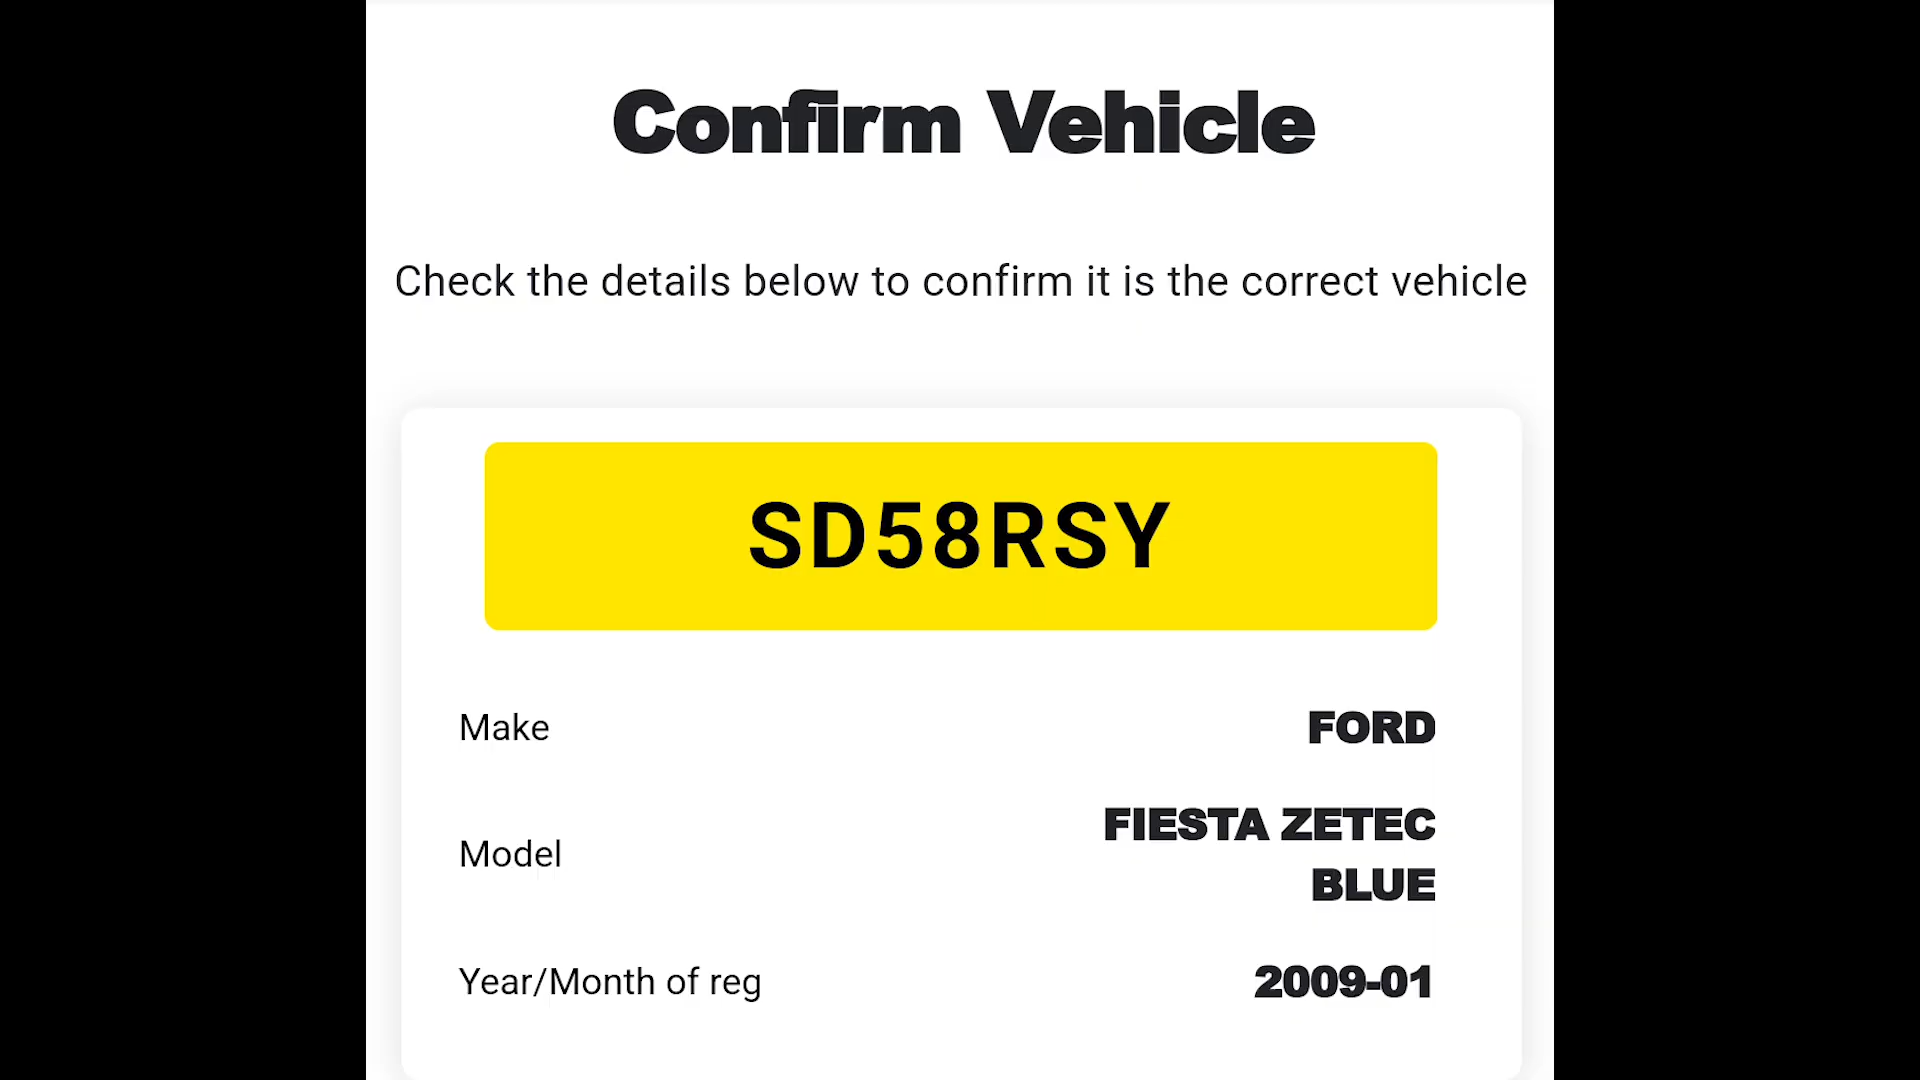 Confirm Vehicle
Check the details below to confirm it is the correct vehicle
SD58RSY
Make
FORD
Model
FIESTA ZETEC
BLUE
Year/Month of reg
2009-01